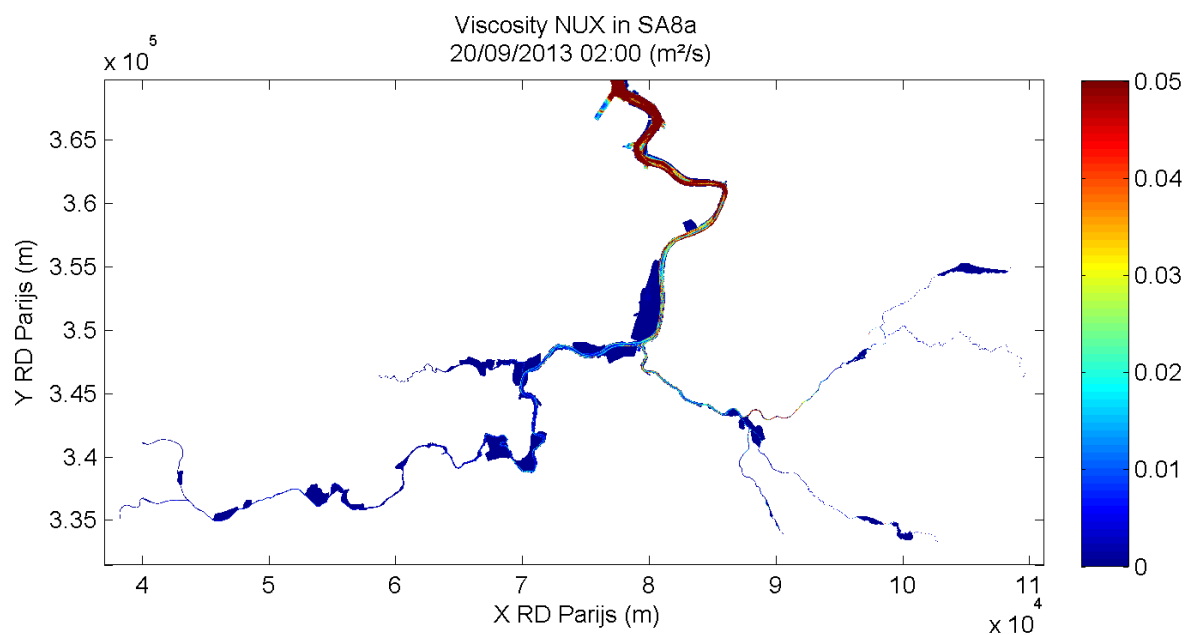 Viscosity NUX in SA8a
20/09/2013 02:00 (m²/s)
x 10^5
3.65
3.6
3.55
3.5
3.45
3.4
3.35
Y RD Parijs (m)
4 5 6 7 8 9 10 11
X RD Parijs (m)
x 10^4
0.05
0.04
0.03
0.02
0.01
0